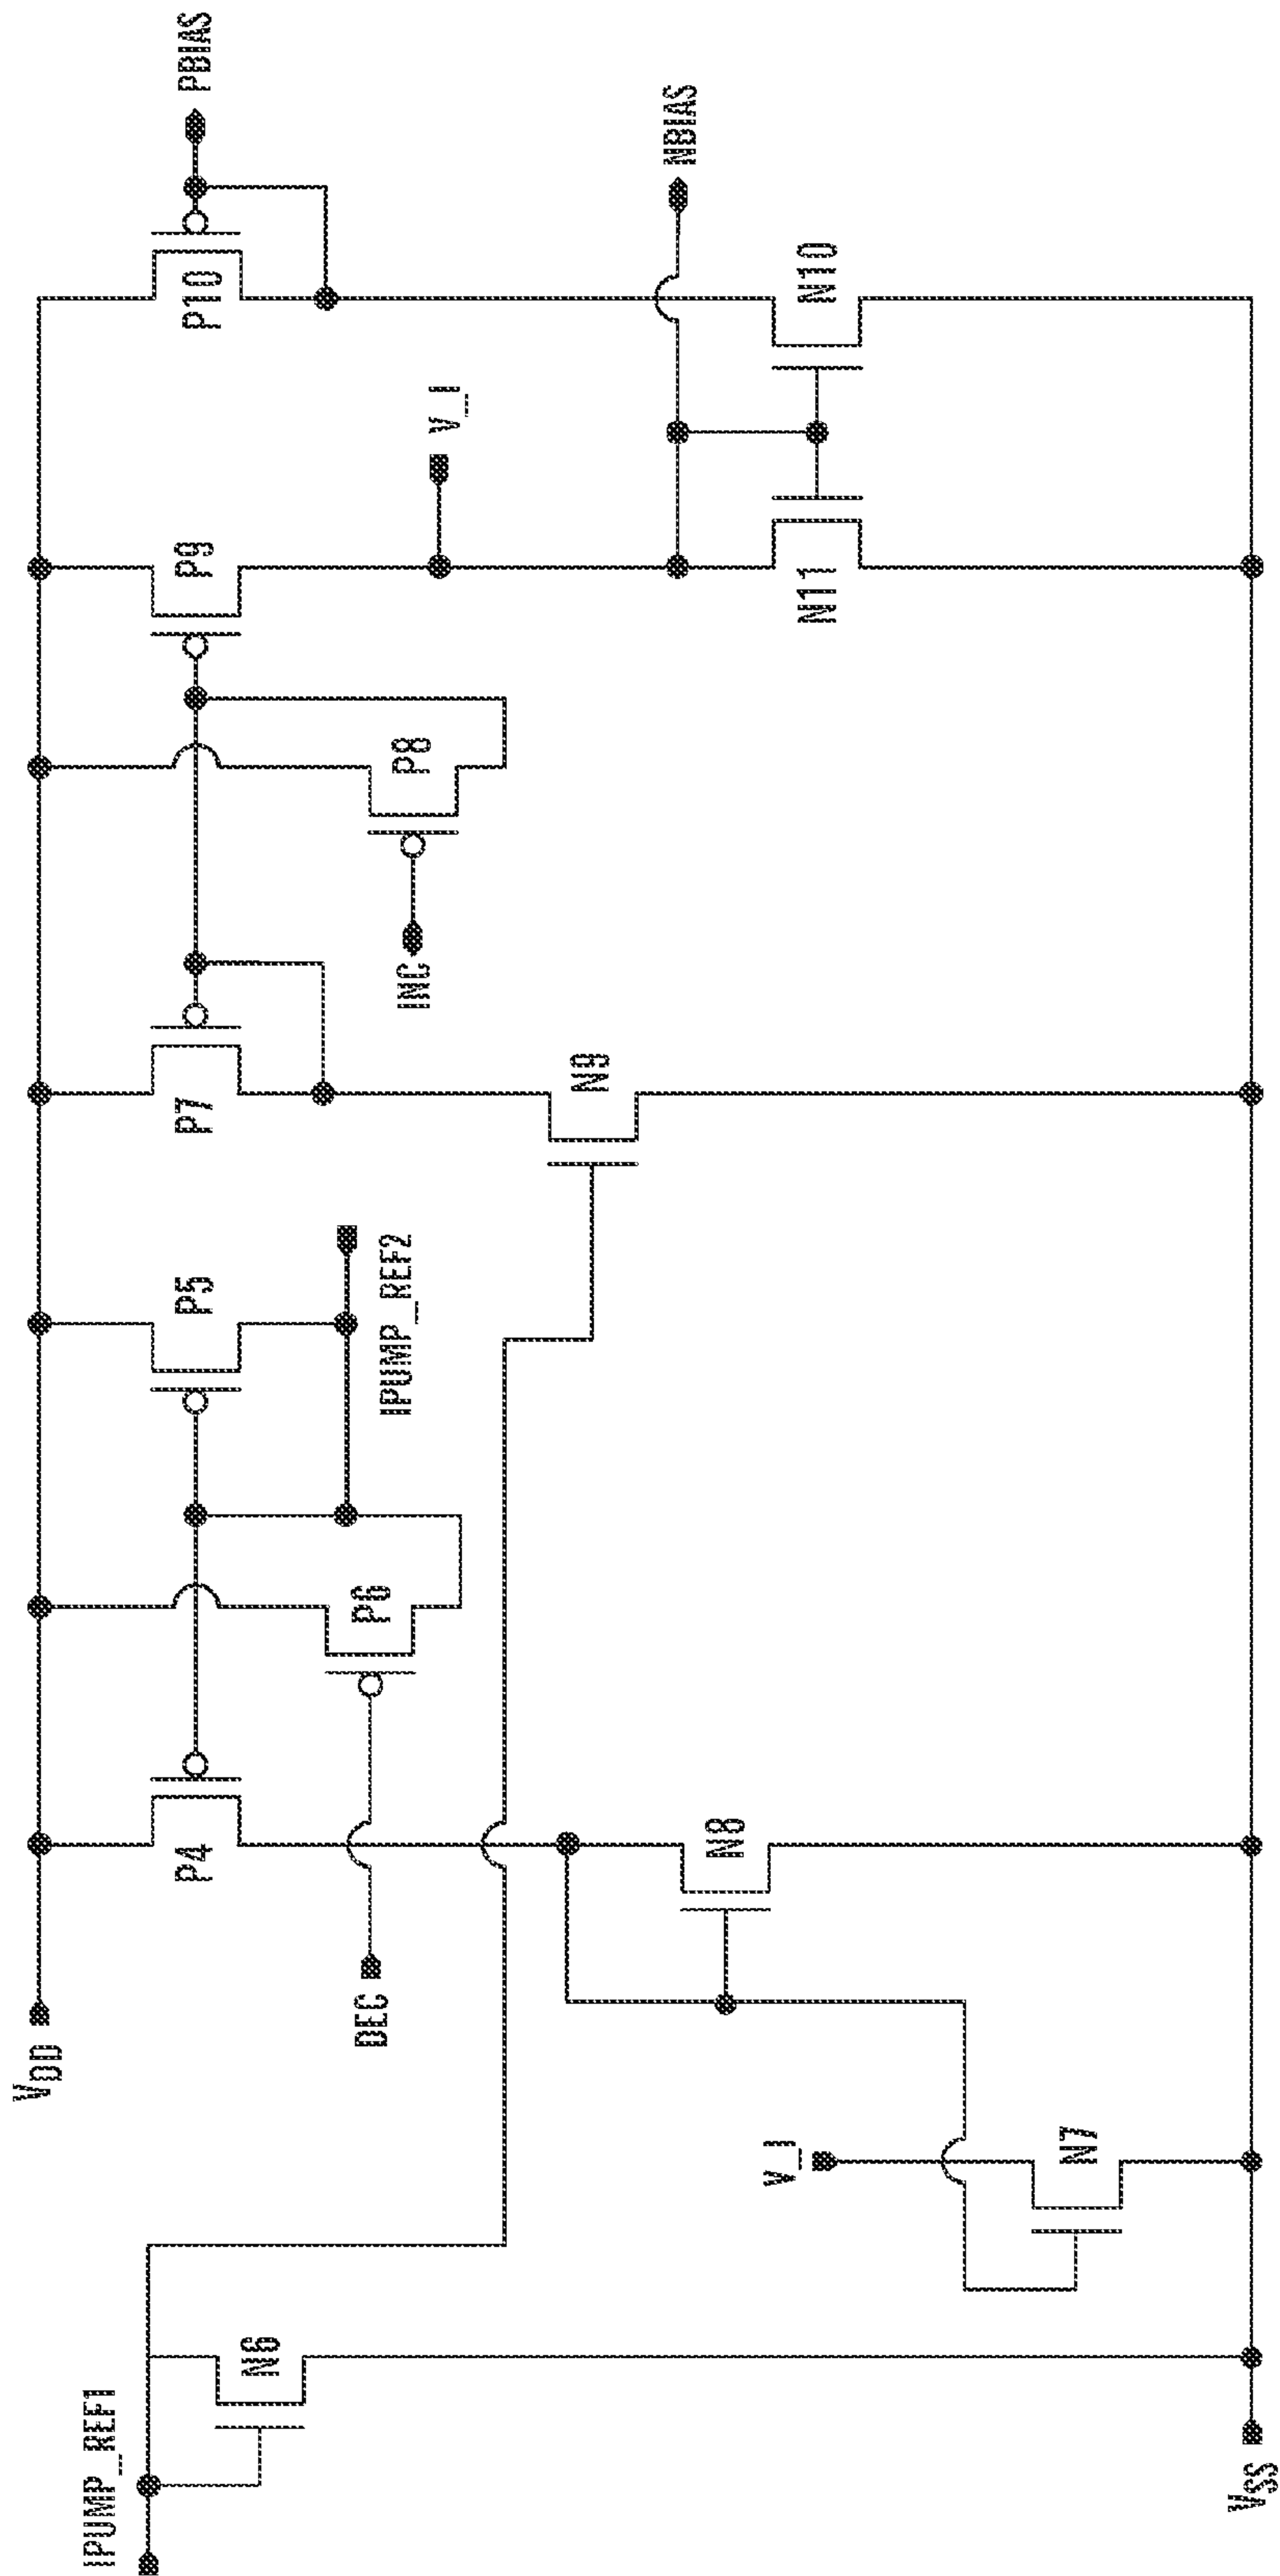 IPUMP_REF1
N6
VSS
V_I
N7
VDD
DEC
P4
N8
P6
P5
IPUMP_REF2
P7
N9
INC
P8
P9
V_I
N11
P10
N10
PBIAS
NBIAS